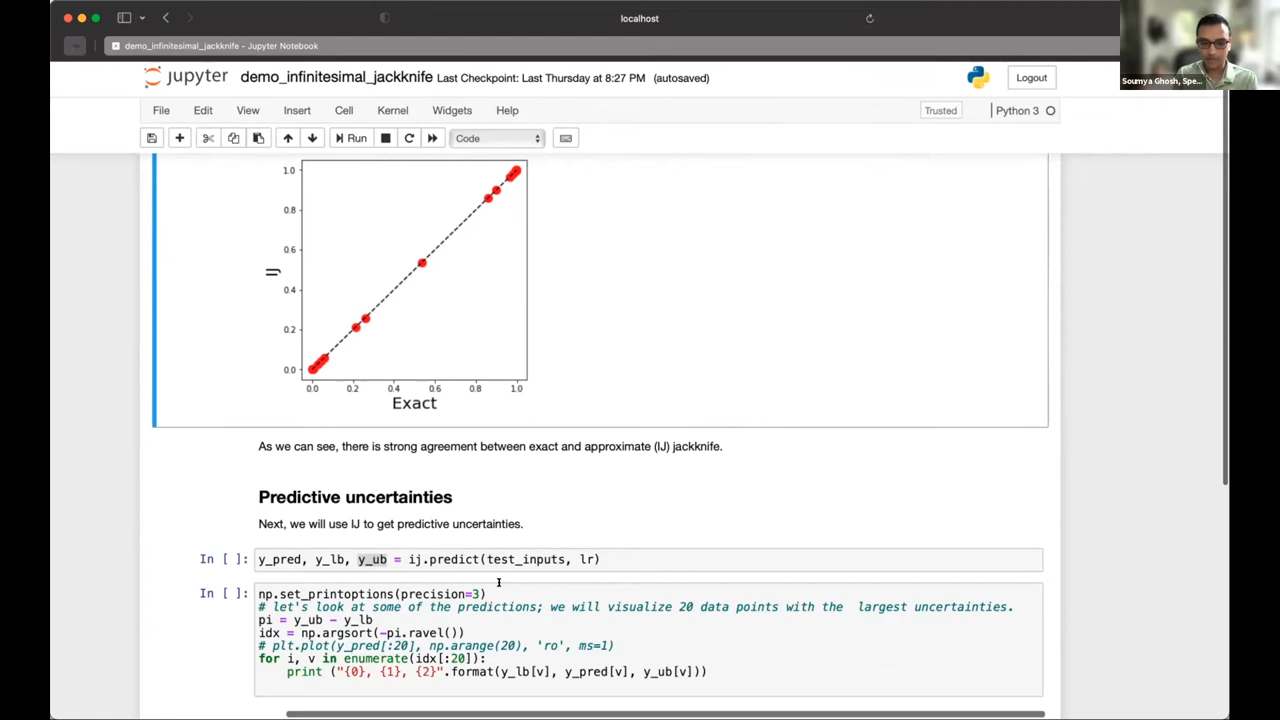 localhost
demo_infinitesimal_jackknife - Jupyter Notebook
Soumya Ghosh, Spe...
jupyter demo_infinitesimal_jackknife Last Checkpoint: Last Thursday at 8:27 PM (autosaved)
Logout
File Edit View Insert Cell Kernel Widgets Help
Trusted Python 3
Run Code
1.0
0.8
0.6
0.4
0.2
0.0
IJ
0.0 0.2 0.4 0.6 0.8 1.0
Exact
As we can see, there is strong agreement between exact and approximate (IJ) jackknife.
Predictive uncertainties
Next, we will use IJ to get predictive uncertainties.
In [ ]: y_pred, y_lb, y_ub = ij.predict(test_inputs, lr)
In [ ]: np.set_printoptions(precision=3)
# let's look at some of the predictions; we will visualize 20 data points with the  largest uncertainties.
pi = y_ub - y_lb
idx = np.argsort(-pi.ravel())
# plt.plot(y_pred[:20], np.arange(20), 'ro', ms=1)
for i, v in enumerate(idx[:20]):
    print ("{0}, {1}, {2}".format(y_lb[v], y_pred[v], y_ub[v]))